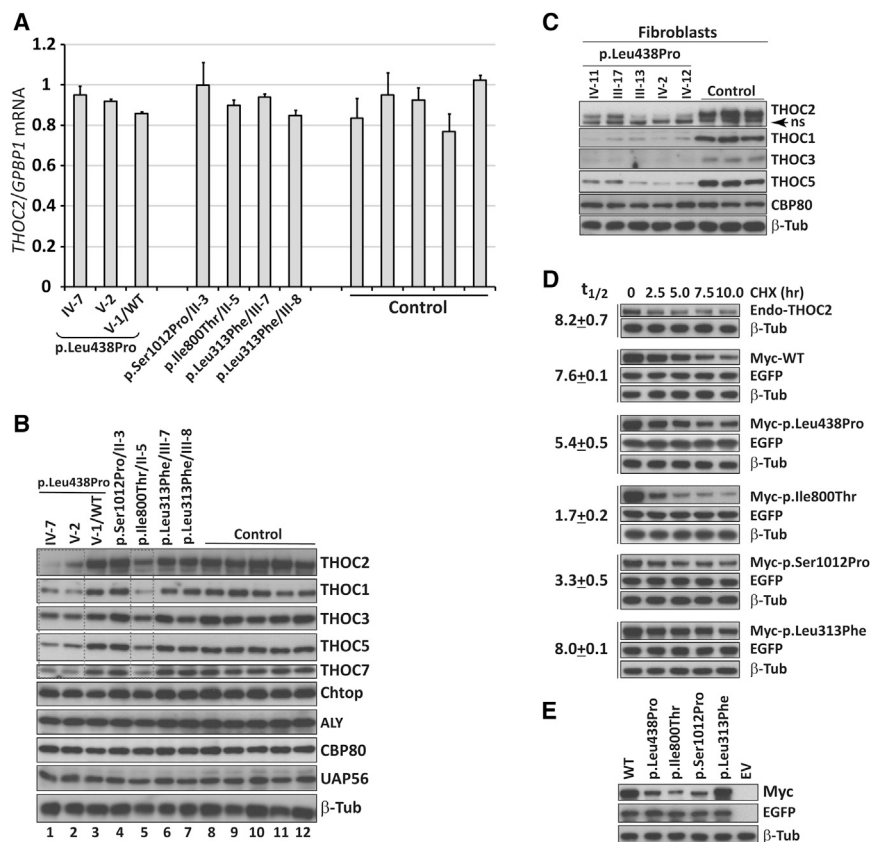 A
THOC2/GPBP1 mRNA
1.2
1
0.8
0.6
0.4
0.2
0
IV-7
V-2
V-1/WT
p.Leu438Pro
p.Ser1012Pro/II-3
p.Ile800Thr/II-5
p.Leu313Phe/III-7
p.Leu313Phe/III-8
Control
B
p.Leu438Pro
IV-7
V-2
V-1/WT
p.Ser1012Pro/II-3
p.Ile800Thr/II-5
p.Leu313Phe/III-7
p.Leu313Phe/III-8
Control
THOC2
THOC1
THOC3
THOC5
THOC7
Chtop
ALY
CBP80
UAP56
β-Tub
1 2 3 4 5 6 7 8 9 10 11 12
C
Fibroblasts
p.Leu438Pro
IV-11
III-17
III-13
IV-2
IV-12
Control
THOC2
ns
THOC1
THOC3
THOC5
CBP80
β-Tub
D
t1/2 0 2.5 5.0 7.5 10.0 CHX (hr)
Endo-THOC2
8.2±0.7
β-Tub
Myc-WT
7.6±0.1 EGFP
β-Tub
Myc-p.Leu438Pro
5.4±0.5 EGFP
β-Tub
Myc-p.Ile800Thr
1.7±0.2 EGFP
β-Tub
Myc-p.Ser1012Pro
3.3±0.5 EGFP
β-Tub
Myc-p.Leu313Phe
8.0±0.1 EGFP
β-Tub
E
WT
p.Leu438Pro
p.Ile800Thr
p.Ser1012Pro
p.Leu313Phe
EV
Myc
EGFP
β-Tub